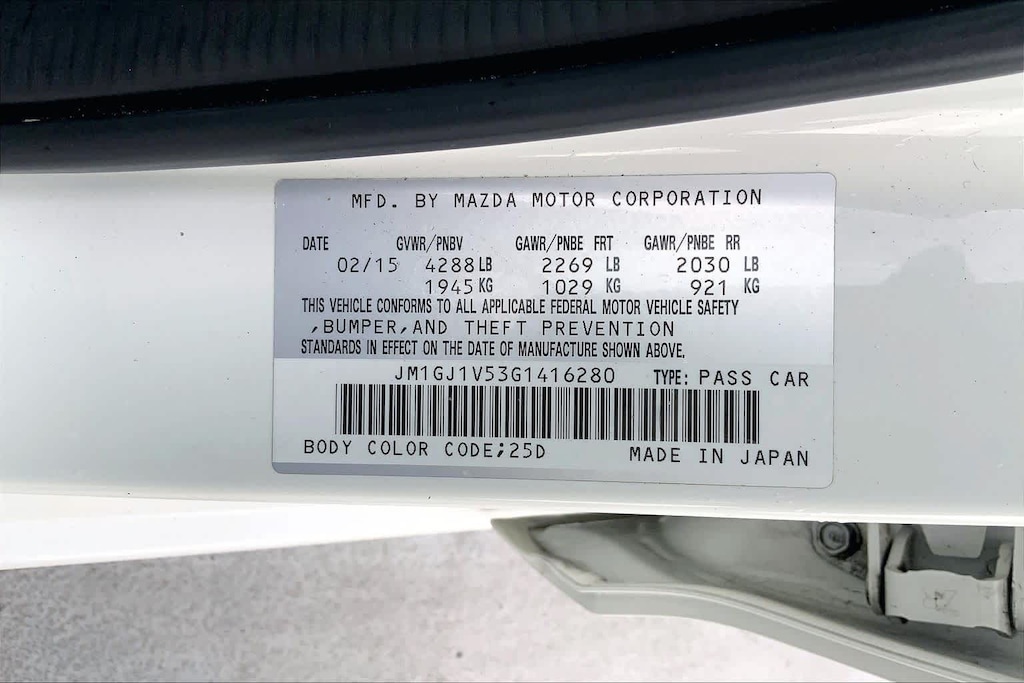 MFD. BY MAZDA MOTOR CORPORATION
DATE GVWR/PNBV GAWR/PNBE FRT GAWR/PNBE RR
02/15 4288 LB 2269 LB 2030 LB
1945 KG 1029 KG 921 KG
THIS VEHICLE CONFORMS TO ALL APPLICABLE FEDERAL MOTOR VEHICLE SAFETY
,BUMPER,AND THEFT PREVENTION
STANDARDS IN EFFECT ON THE DATE OF MANUFACTURE SHOWN ABOVE.
JM1GJ1V53G1416280 TYPE: PASS CAR
BODY COLOR CODE;25D MADE IN JAPAN